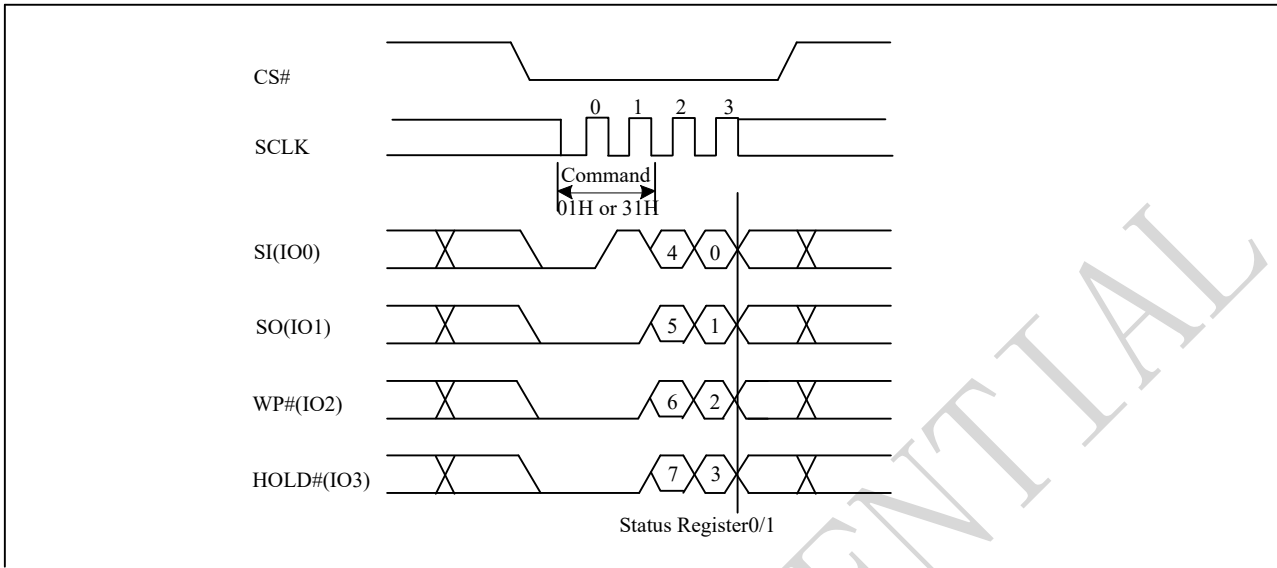 CS#
0 1 2 3
SCLK
Command
01H or 31H
SI(IO0)
4 0
SO(IO1)
5 1
WP#(IO2)
6 2
HOLD#(IO3)
7 3
Status Register0/1
ENTIAL